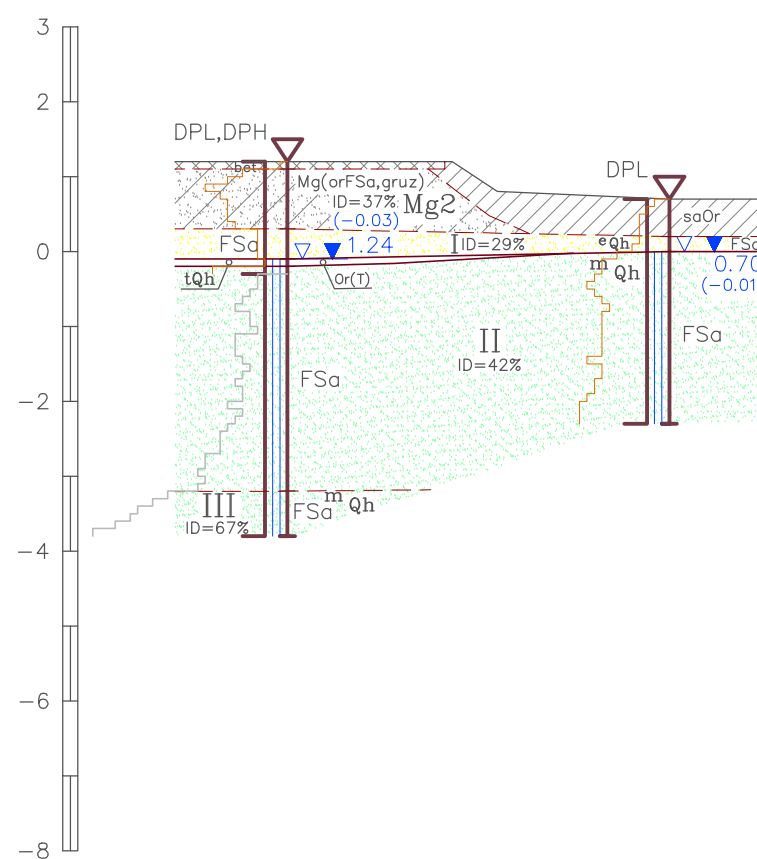 3
2
DPL,DPH
DPL
bet
Mg(orFSa,gruz)
ID=37%
Mg2
(-0.03)
saOr
FSa
1.24
I
ID=29%
eQh
FSa
0
tQh
Or(T)
m
Qh
0.70
(-0.01
II
ID=42%
FSa
FSa
-2
III
ID=67%
FSa
m
Qh
-4
-6
-8